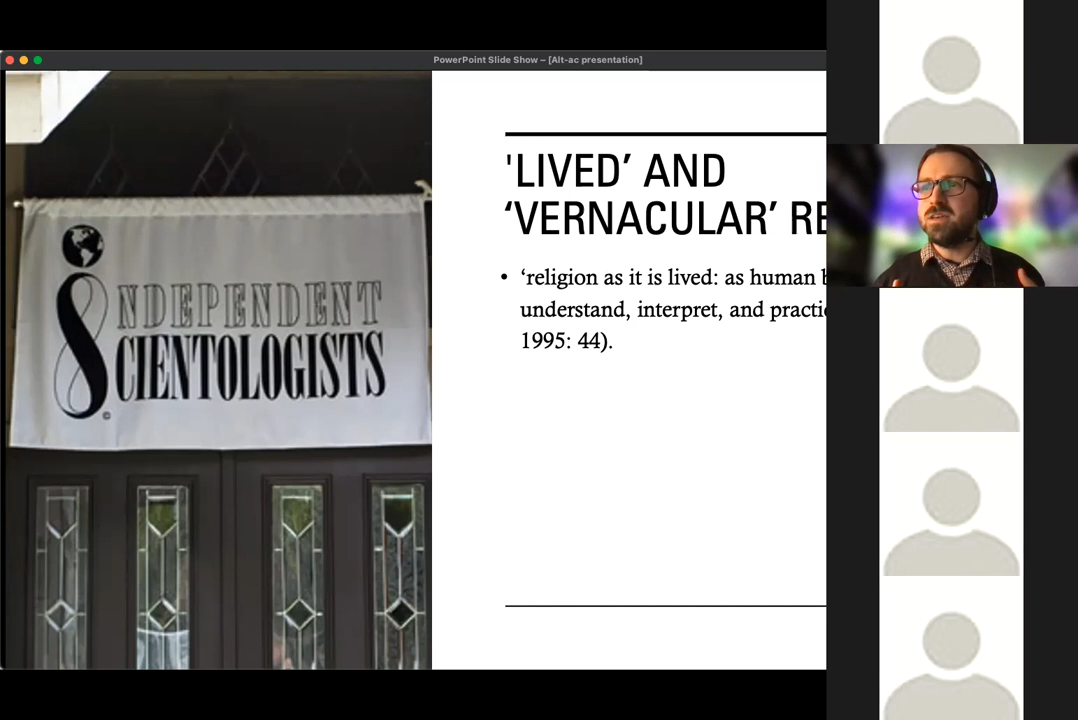 PowerPoint Slide Show – [Alt-ac presentation]
INDEPENDENT
SCIENTOLOGISTS
©
'LIVED’ AND
‘VERNACULAR’ RE
• ‘religion as it is lived: as human b
understand, interpret, and practi
1995: 44).